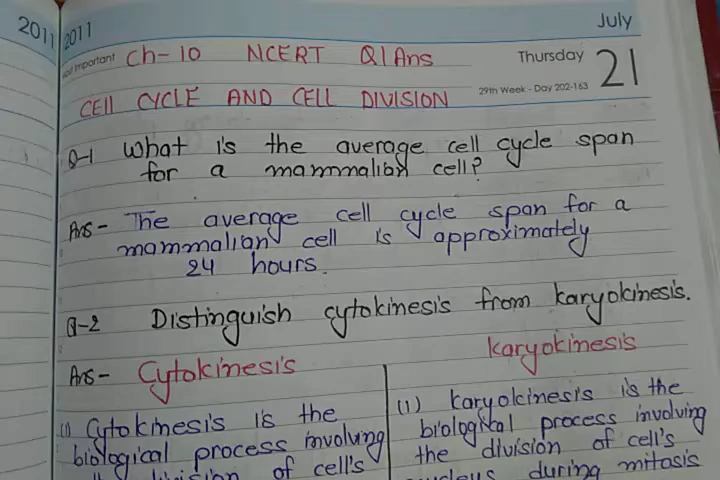 2011 2011 July
Important Ch-10 NCERT Q/Ans Thursday 21
29th Week - Day 202-163
CELL CYCLE AND CELL DIVISION
Q-1 What is the average cell cycle span
for a mammalian cell?
Ans- The average cell cycle span for a
mammalian cell is approximately
24 hours.
Q-2 Distinguish cytokinesis from karyokinesis.
Ans- Cytokinesis
(1) Cytokinesis is the
biological process involving
division of cell's
Karyokinesis
(1) Karyokinesis is the
biological process involving
the division of cell's
nucleus during mitosis